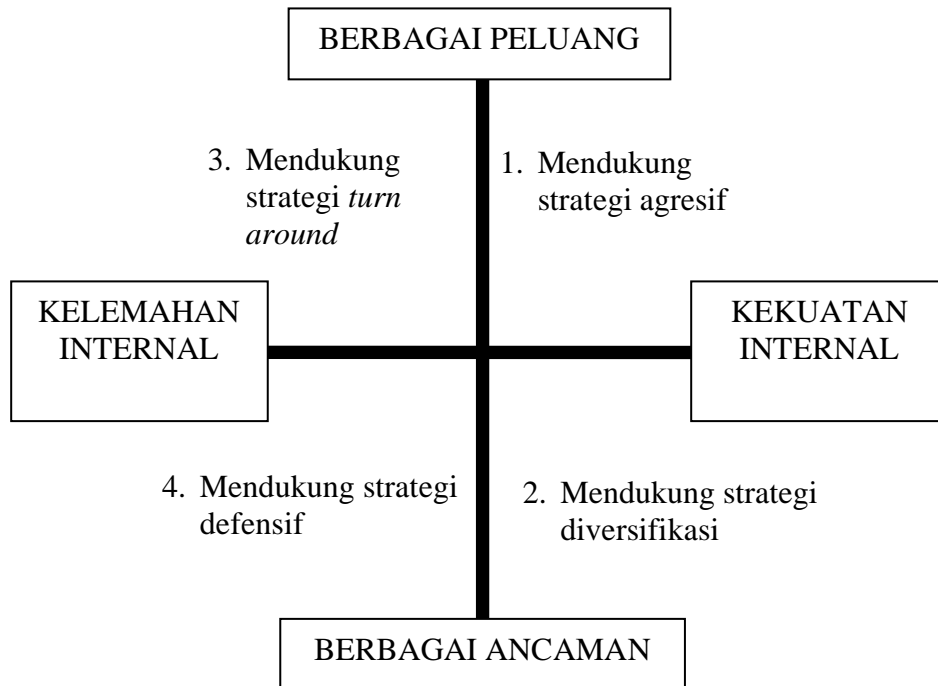 BERBAGAI PELUANG
3. Mendukung
strategi turn
around
1. Mendukung
strategi agresif
KELEMAHAN
INTERNAL
KEKUATAN
INTERNAL
4. Mendukung strategi
defensif
2. Mendukung strategi
diversifikasi
BERBAGAI ANCAMAN